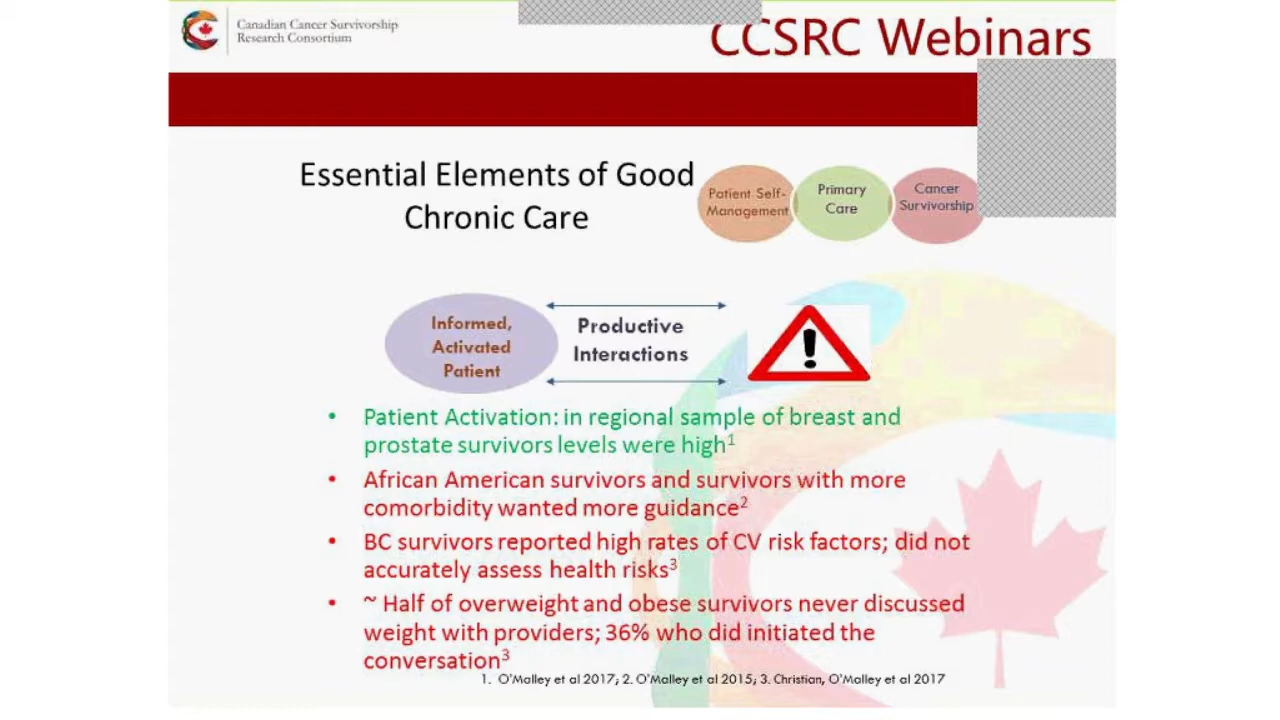 Canadian Cancer Survivorship
Research Consortium
CCSRC Webinars
Essential Elements of Good
Chronic Care
Patient Self-
Management
Primary
Care
Cancer
Survivorship
Informed,
Activated
Patient
Productive
Interactions
!
• Patient Activation: in regional sample of breast and
prostate survivors levels were high1
• African American survivors and survivors with more
comorbidity wanted more guidance2
• BC survivors reported high rates of CV risk factors; did not
accurately assess health risks3
• ~ Half of overweight and obese survivors never discussed
weight with providers; 36% who did initiated the
conversation3
1. O'Malley et al 2017; 2. O'Malley et al 2015; 3. Christian, O'Malley et al 2017